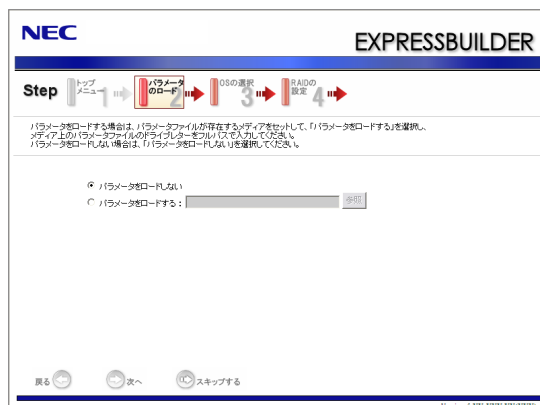 NEC
EXPRESSBUILDER
Step
トップ
メニュー 1
パラメータ
のロード 2
OSの選択
3
RAIDの
設定 4
パラメータをロードする場合は、パラメータファイルが存在するメディアをセットして、「パラメータをロードする」を選択し、
メディア上のパラメータファイルのドライブレターをフルパスで入力してください。
パラメータをロードしない場合は、「パラメータをロードしない」を選択してください。
パラメータをロードしない
パラメータをロードする：
参照
戻る
次へ
スキップする